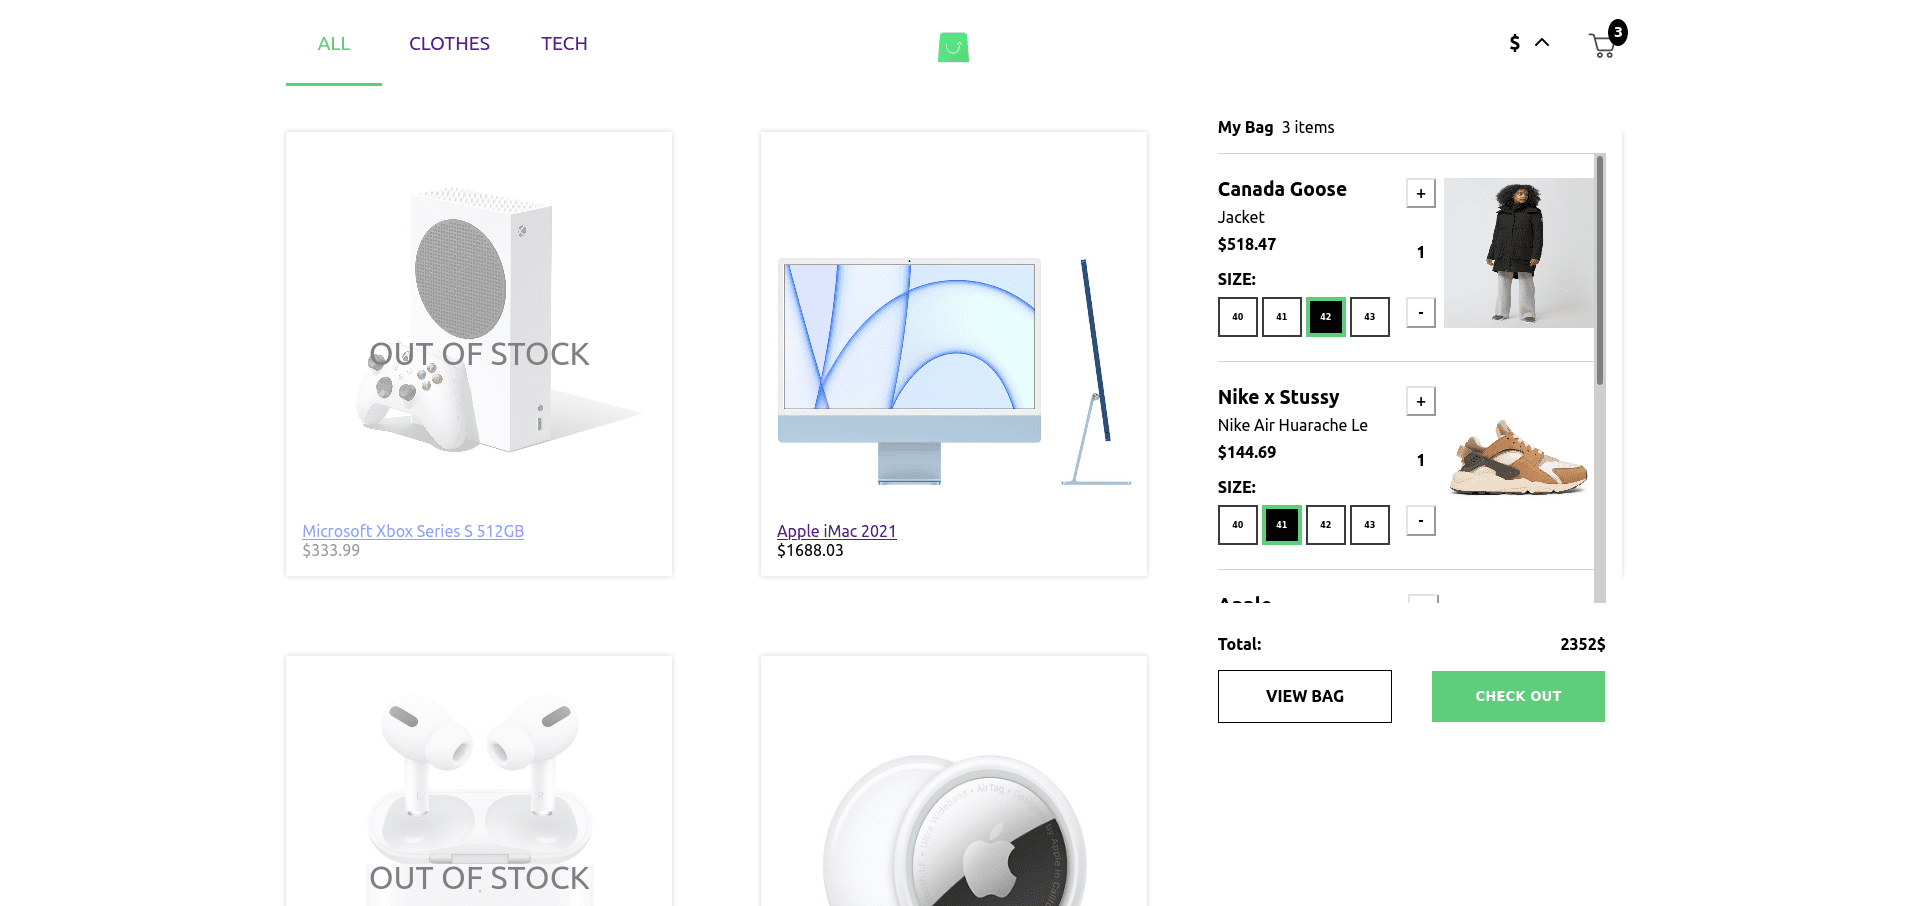 ALL CLOTHES TECH
$
3
OUT OF STOCK
Microsoft Xbox Series S 512GB
$333.99
Apple iMac 2021
$1688.03
OUT OF STOCK
AirTag
My Bag 3 items
Canada Goose
Jacket
$518.47
SIZE:
40 41 42 43
+
1
-
Nike x Stussy
Nike Air Huarache Le
$144.69
SIZE:
40 41 42 43
+
1
-
Apple
Total: 2352$
VIEW BAG CHECK OUT